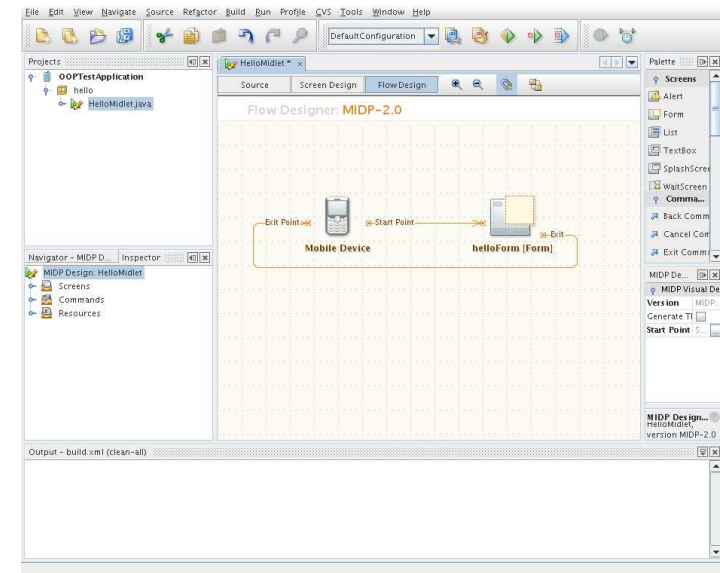 File Edit View Navigate Source Refactor Build Run Profile CVS Tools Window Help
DefaultConfiguration
Projects
OOPTestApplication
hello
HelloMidlet.java
HelloMidlet *
Source Screen Design Flow Design
Flow Designer: MIDP-2.0
Exit Point
Start Point
Exit
Mobile Device
helloForm [Form]
Navigator - MIDP D... Inspector
MIDP Design: HelloMidlet
Screens
Commands
Resources
Palette
Screens
Alert
Form
List
TextBox
SplashScree
WaitScreen
Comma...
Back Comm
Cancel Com
Exit Comm
MIDP De...
MIDP Visual De
Version MIDP.
Generate Tl
Start Point S... ...
MIDP Design...
HelloMidlet,
version MIDP-2.0
Output - build.xml (clean-all)